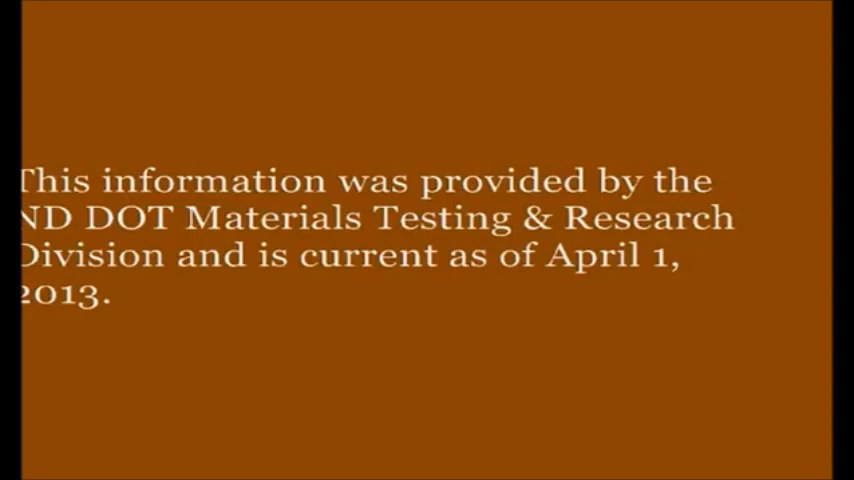 This information was provided by the
ND DOT Materials Testing & Research
Division and is current as of April 1,
2013.